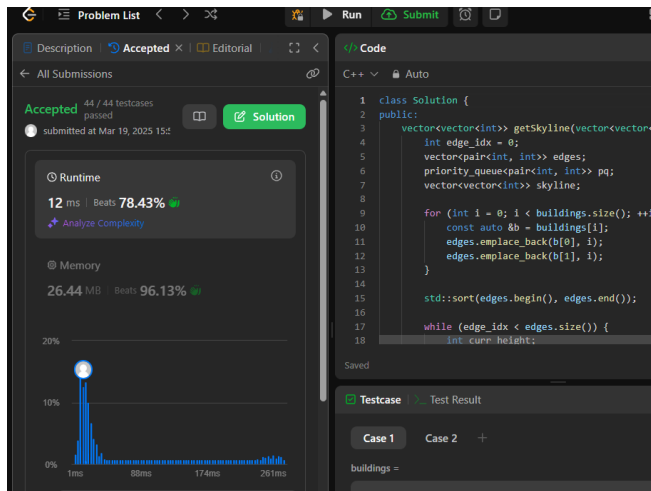 Problem List
Run
Submit
Description
Accepted
Editorial
All Submissions
Accepted 44 / 44 testcases
passed
submitted at Mar 19, 2025 15:
Solution
Runtime
12 ms | Beats 78.43%
Analyze Complexity
Memory
26.44 MB | Beats 96.13%
20%
10%
0%
1ms 88ms 174ms 261ms
</> Code
C++ Auto
1 class Solution {
2 public:
3 vector<vector<int>> getSkyline(vector<vector<
4 int edge_idx = 0;
5 vector<pair<int, int>> edges;
6 priority_queue<pair<int, int>> pq;
7 vector<vector<int>> skyline;
8
9 for (int i = 0; i < buildings.size(); ++i
10 const auto &b = buildings[i];
11 edges.emplace_back(b[0], i);
12 edges.emplace_back(b[1], i);
13 }
14
15 std::sort(edges.begin(), edges.end());
16
17 while (edge_idx < edges.size()) {
18 int curr_height;
Saved
Testcase | >_ Test Result
Case 1 Case 2 +
buildings =